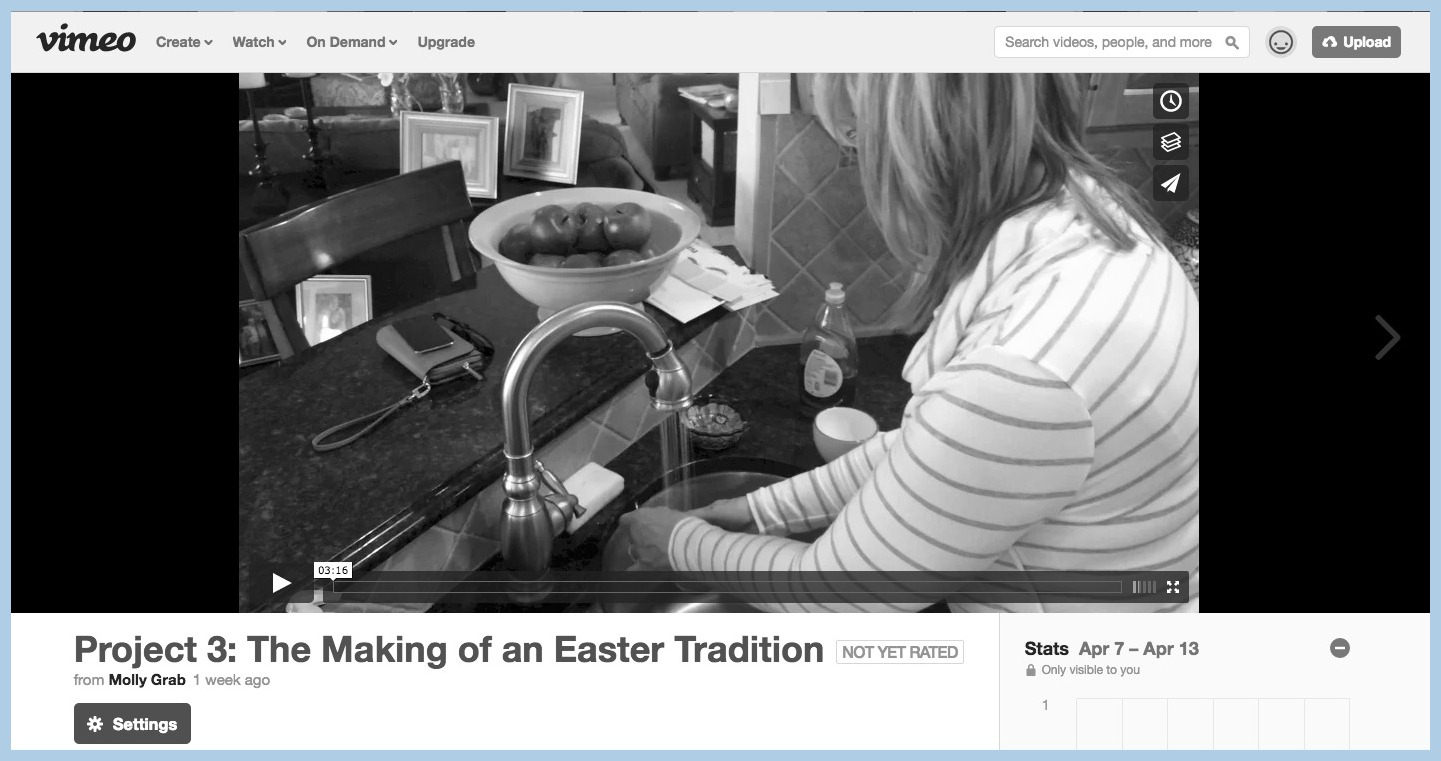 vimeo Create Watch On Demand Upgrade Search videos, people, and more Upload
03:16
Project 3: The Making of an Easter Tradition NOT YET RATED
from Molly Grab 1 week ago
Settings
Stats Apr 7 – Apr 13
Only visible to you
1